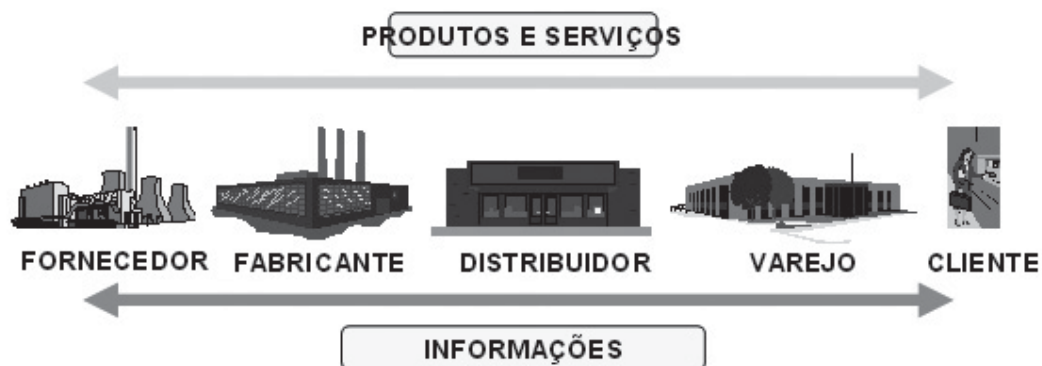 PRODUTOS E SERVIÇOS
FORNECEDOR FABRICANTE DISTRIBUIDOR VAREJO CLIENTE
INFORMAÇÕES